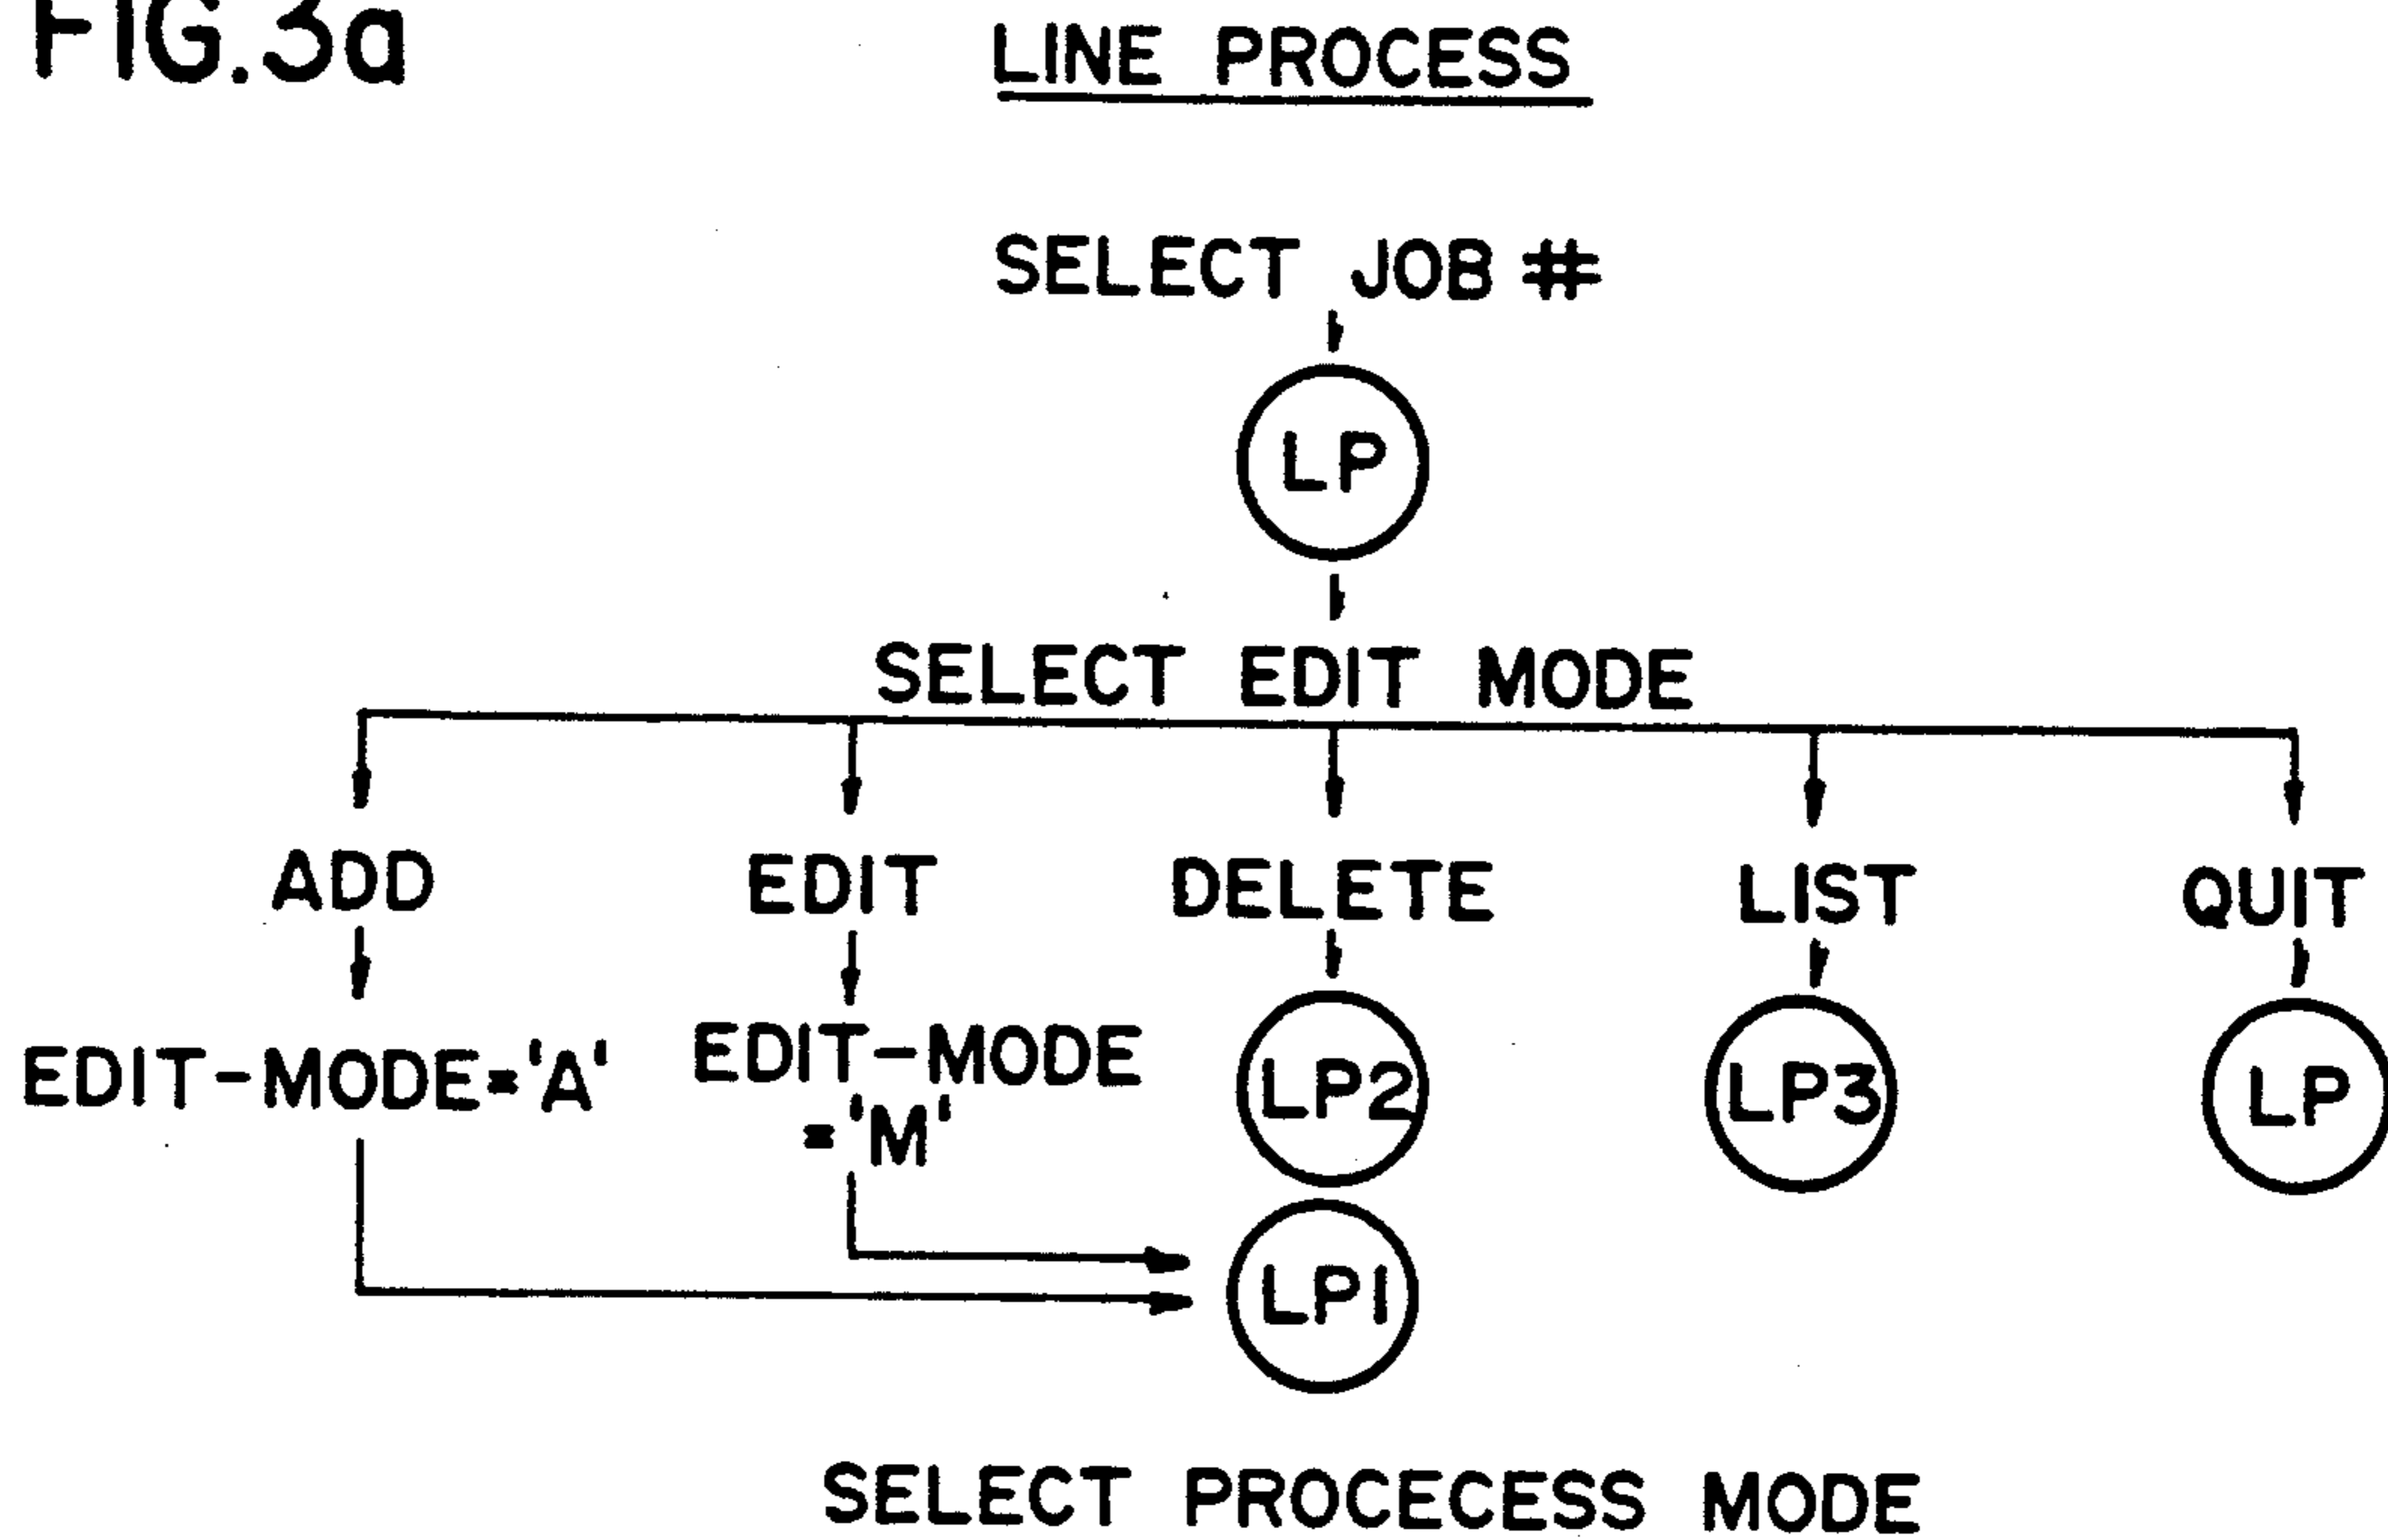 FIG.3a
LINE PROCESS
SELECT JOB #
LP
SELECT EDIT MODE
ADD EDIT DELETE LIST QUIT
EDIT-MODE='A' EDIT-MODE
='M'
LP2 LP3 LP
LP1
SELECT PROCECESS MODE